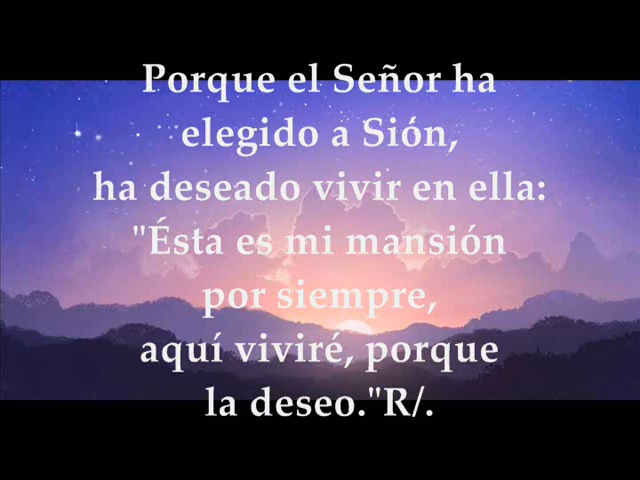 Porque el Señor ha
elegido a Sión,
ha deseado vivir en ella:
"Ésta es mi mansión
por siempre,
aquí viviré, porque
la deseo."R/.